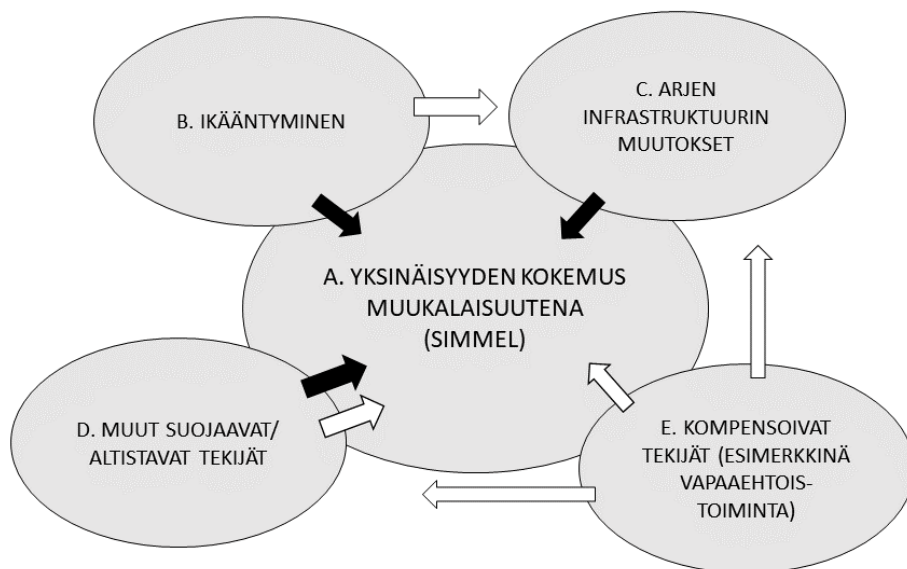 B. IKÄÄNTYMINEN
C. ARJEN
INFRASTRUKTUURIN
MUUTOKSET
A. YKSINÄISYYDEN KOKEMUS
MUUKALAISUUTENA
(SIMMEL)
D. MUUT SUOJAAVAT/
ALTISTAVAT TEKIJÄT
E. KOMPENSOIVAT
TEKIJÄT (ESIMERKKINÄ
VAPAAEHTOIS-
TOIMINTA)